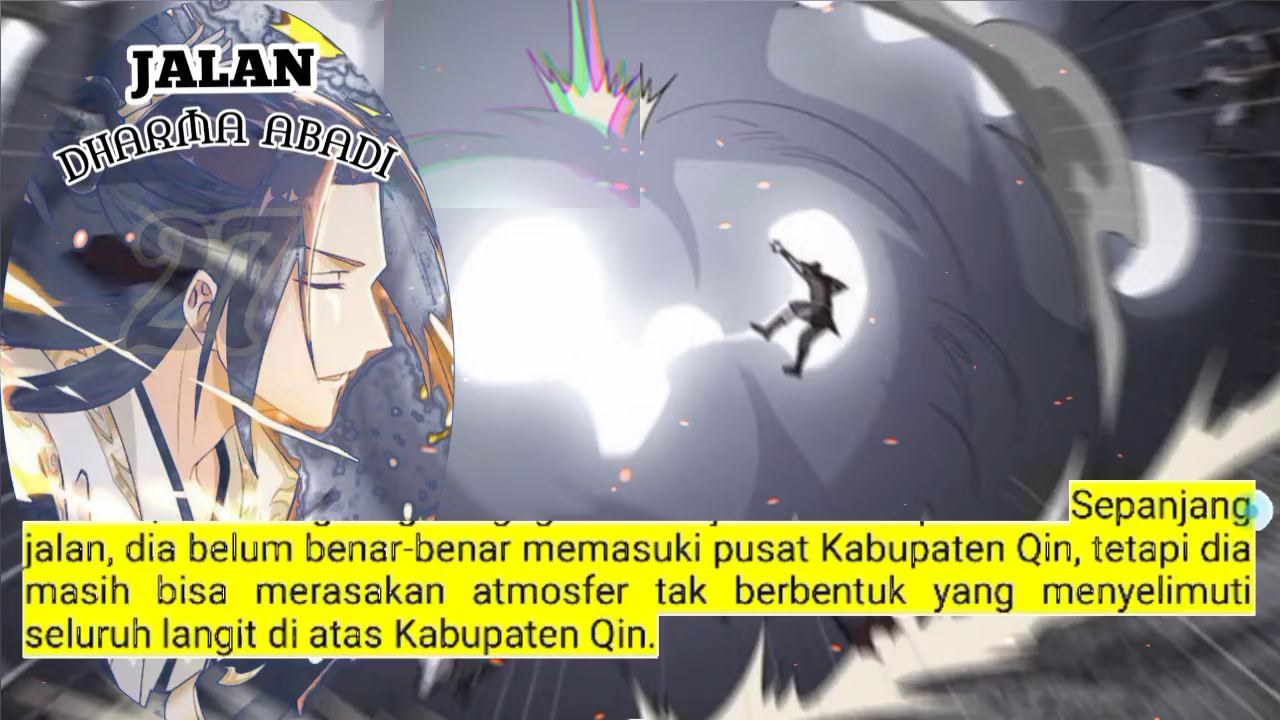 JALAN
DHARMA ABADI
27
Sepanjang
jalan, dia belum benar-benar memasuki pusat Kabupaten Qin, tetapi dia
masih bisa merasakan atmosfer tak berbentuk yang menyelimuti
seluruh langit di atas Kabupaten Qin.